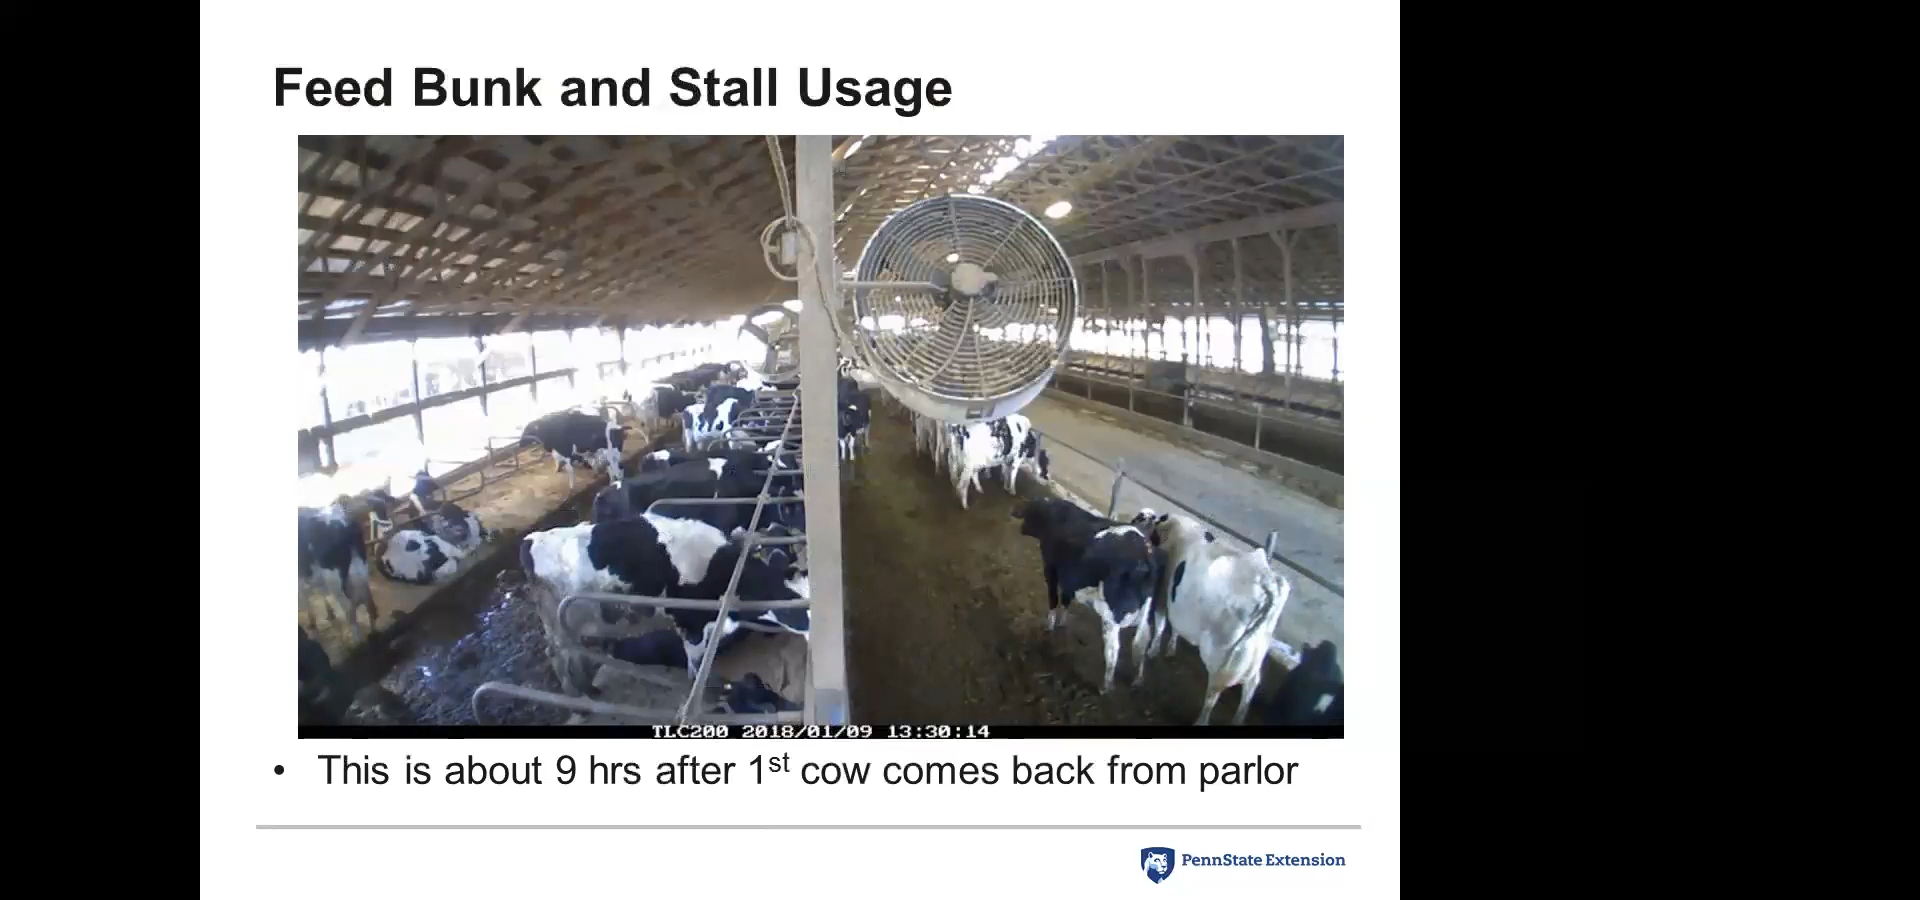 Feed Bunk and Stall Usage
TLC200 2018/01/09 13:30:14
• This is about 9 hrs after 1st cow comes back from parlor
PennState Extension